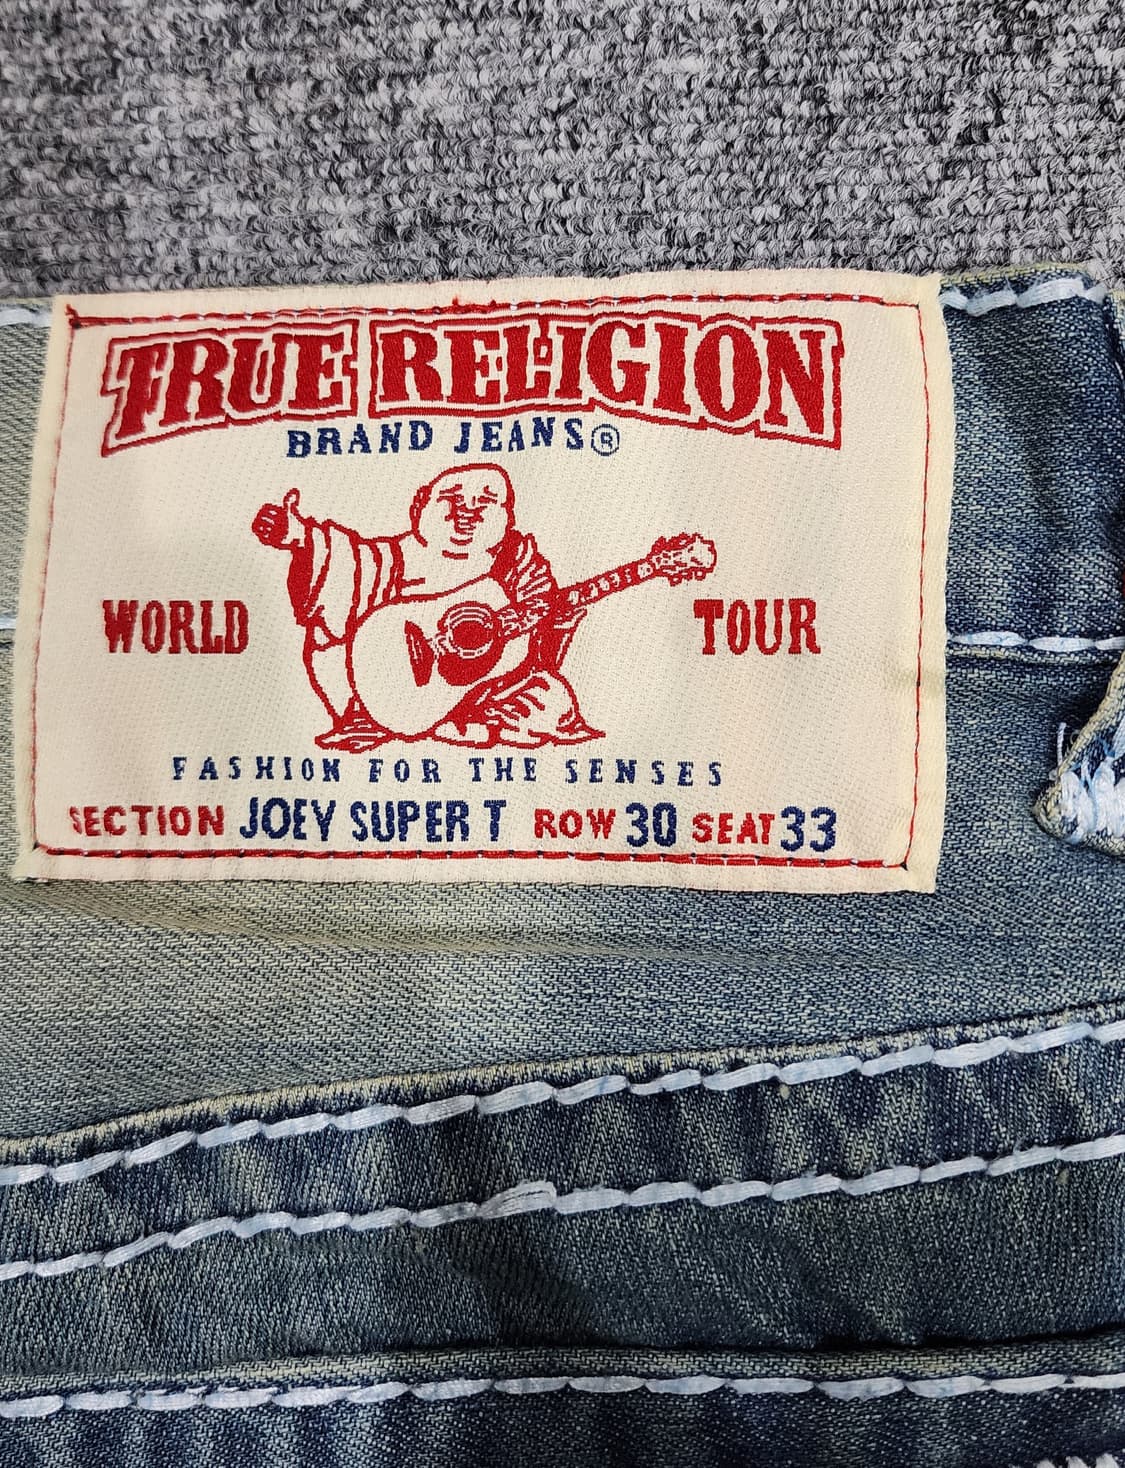 TRUE RELIGION
BRAND JEANS®
WORLD TOUR
FASHION FOR THE SENSES
SECTION JOEY SUPER T ROW 30 SEAT 33